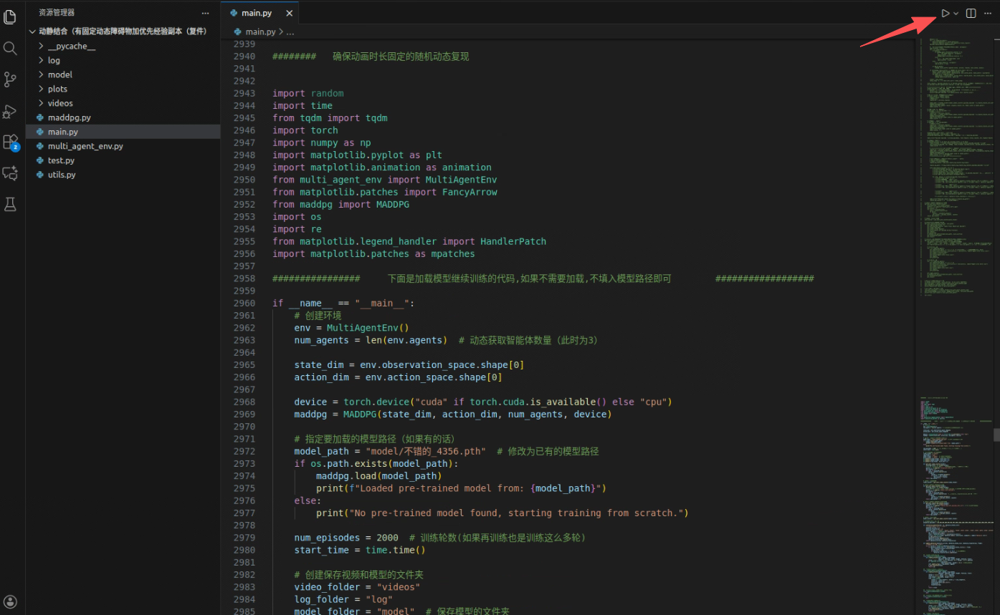 资源管理器
动静结合（有固定动态障碍物加优先经验副本（复件）
__pycache__
log
model
plots
videos
maddpg.py
main.py
multi_agent_env.py
test.py
utils.py
2
main.py
main.py > ...
2939
2940 ######## 确保动画时长固定的随机动态复现
2941
2942
2943 import random
2944 import time
2945 from tqdm import tqdm
2946 import torch
2947 import numpy as np
2948 import matplotlib.pyplot as plt
2949 import matplotlib.animation as animation
2950 from multi_agent_env import MultiAgentEnv
2951 from matplotlib.patches import FancyArrow
2952 from maddpg import MADDPG
2953 import os
2954 import re
2955 from matplotlib.legend_handler import HandlerPatch
2956 import matplotlib.patches as mpatches
2957
2958 ################ 下面是加载模型继续训练的代码,如果不需要加载,不填入模型路径即可 ##################
2959
2960 if __name__ == "__main__":
2961 # 创建环境
2962 env = MultiAgentEnv()
2963 num_agents = len(env.agents) # 动态获取智能体数量（此时为3）
2964
2965 state_dim = env.observation_space.shape[0]
2966 action_dim = env.action_space.shape[0]
2967
2968 device = torch.device("cuda" if torch.cuda.is_available() else "cpu")
2969 maddpg = MADDPG(state_dim, action_dim, num_agents, device)
2970
2971 # 指定要加载的模型路径（如果有的话）
2972 model_path = "model/不错的_4356.pth" # 修改为已有的模型路径
2973 if os.path.exists(model_path):
2974 maddpg.load(model_path)
2975 print(f"Loaded pre-trained model from: {model_path}")
2976 else:
2977 print("No pre-trained model found, starting training from scratch.")
2978
2979 num_episodes = 2000 # 训练轮数(如果再训练也是训练这么多轮)
2980 start_time = time.time()
2981
2982 # 创建保存视频和模型的文件夹
2983 video_folder = "videos"
2984 log_folder = "log"
2985 model_folder = "model" # 保存模型的文件夹